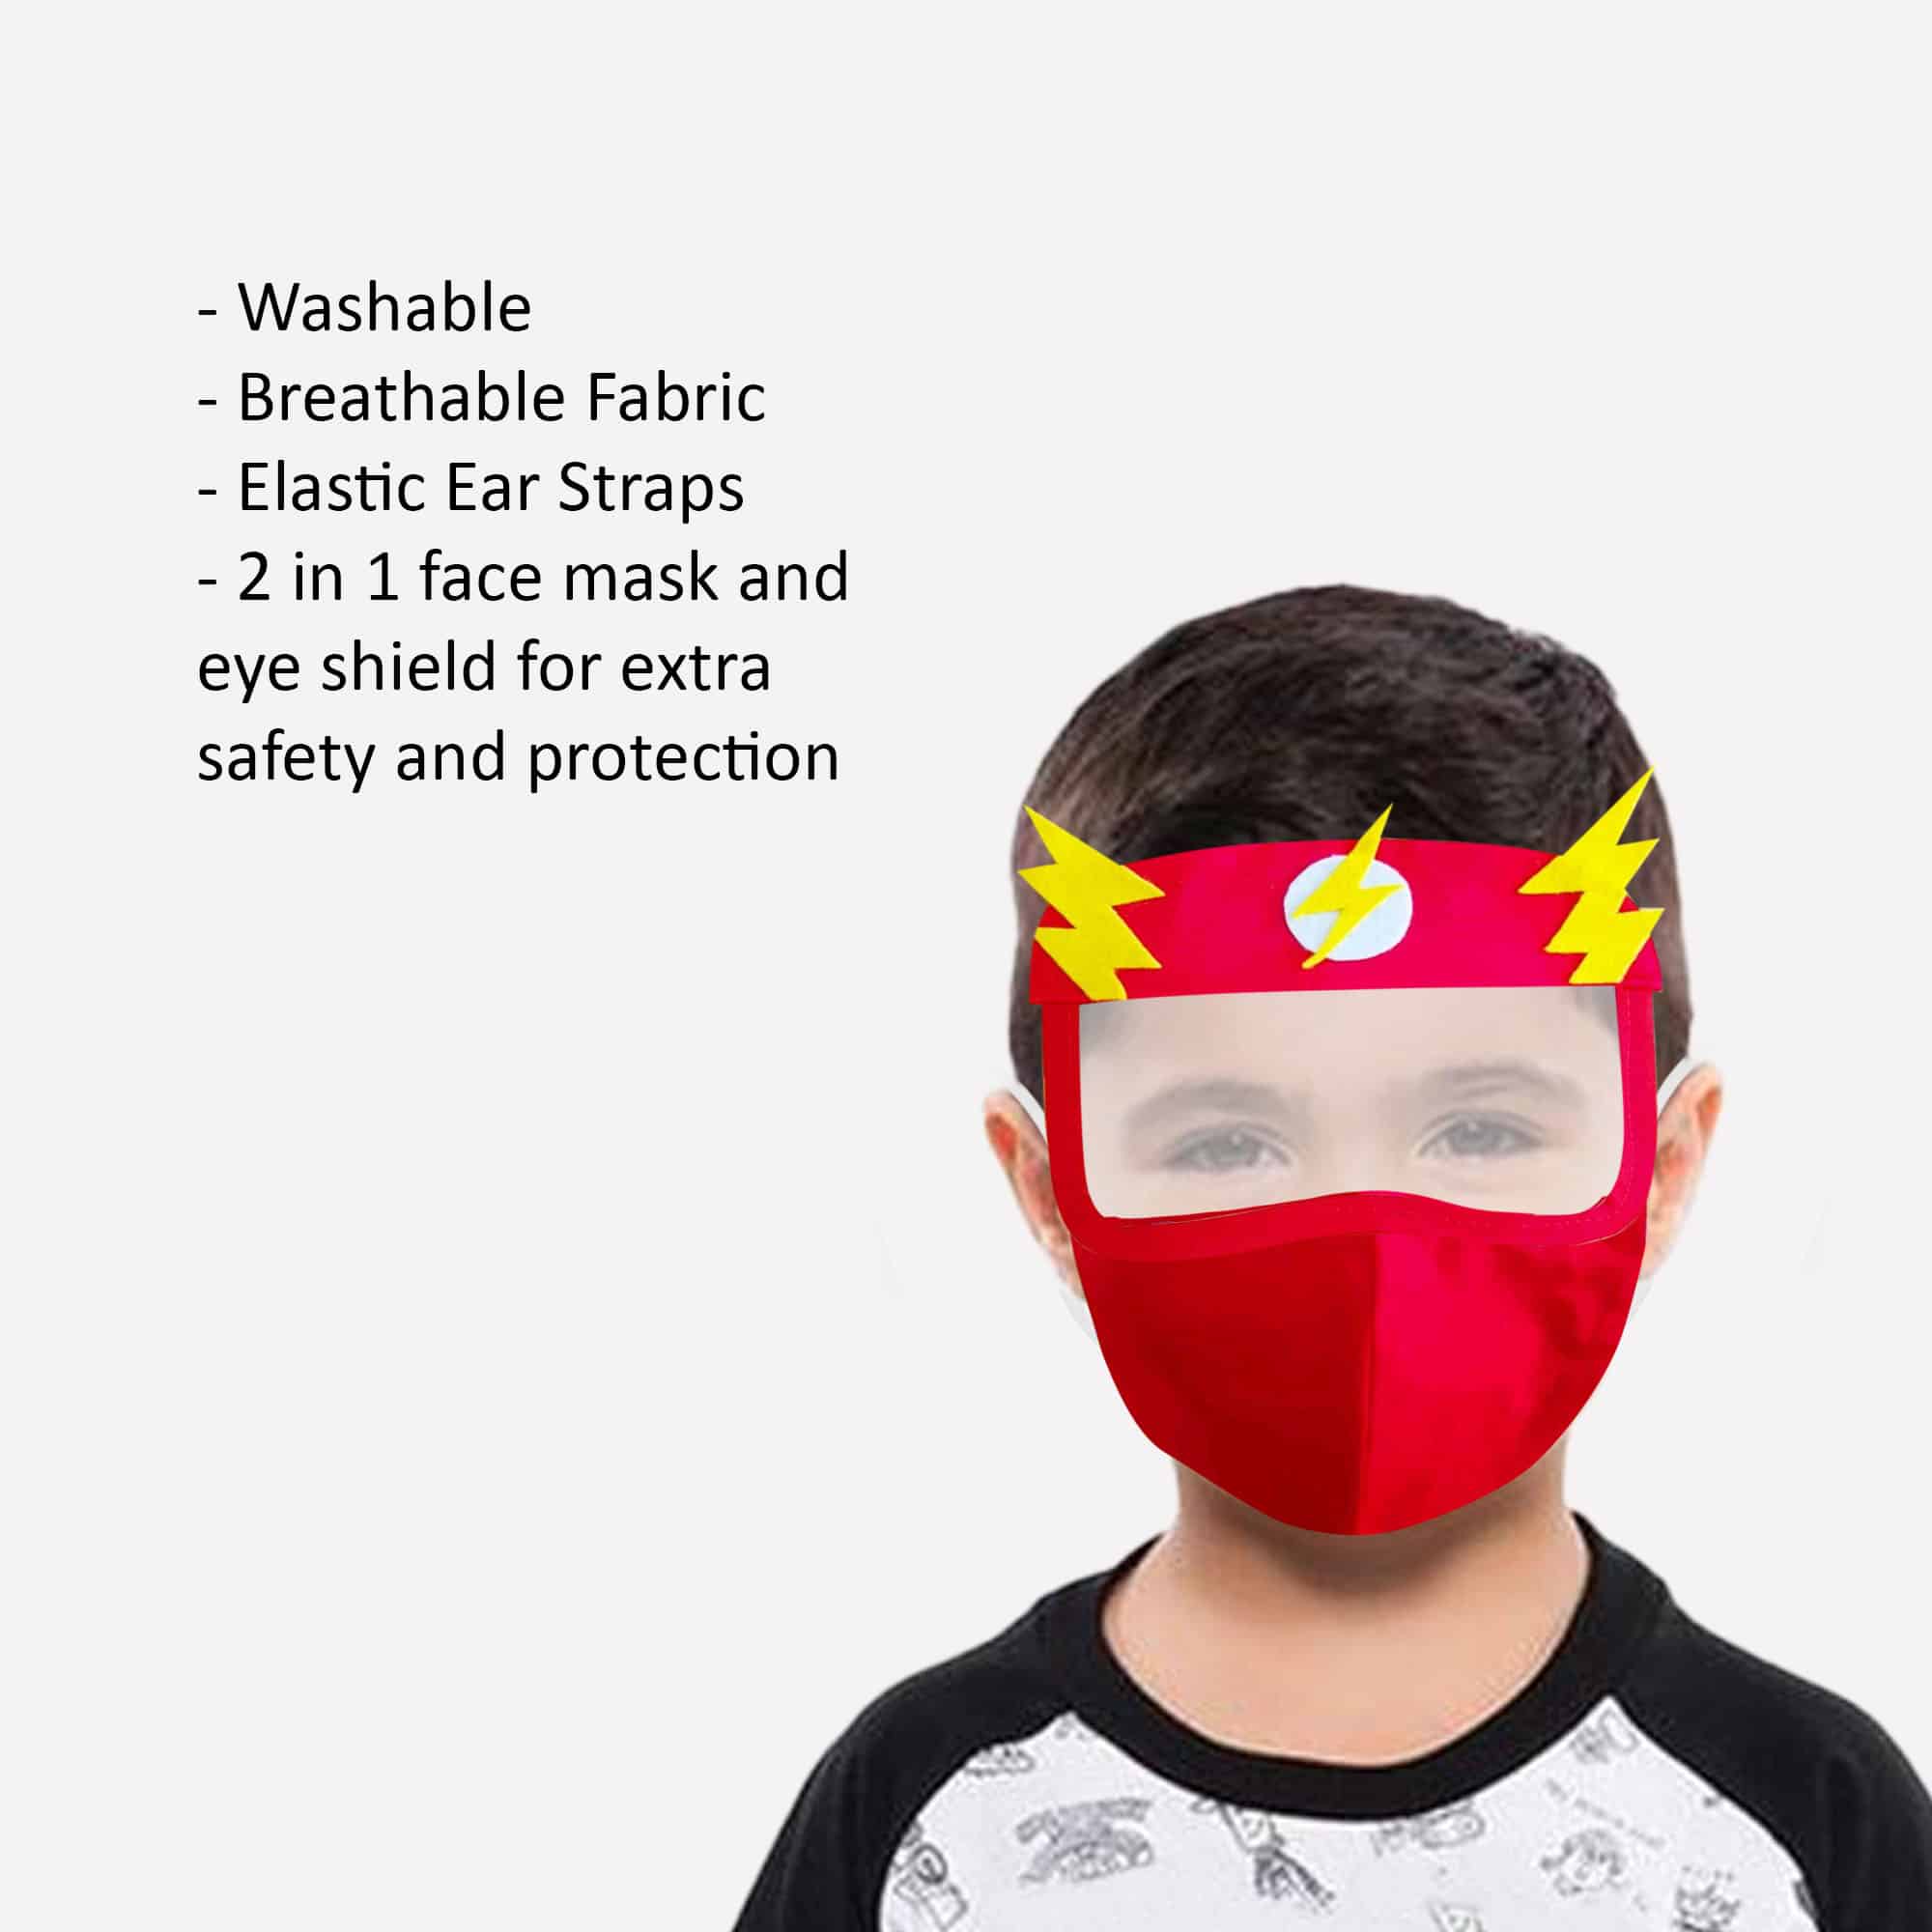 - Washable
- Breathable Fabric
- Elastic Ear Straps
- 2 in 1 face mask and
eye shield for extra
safety and protection